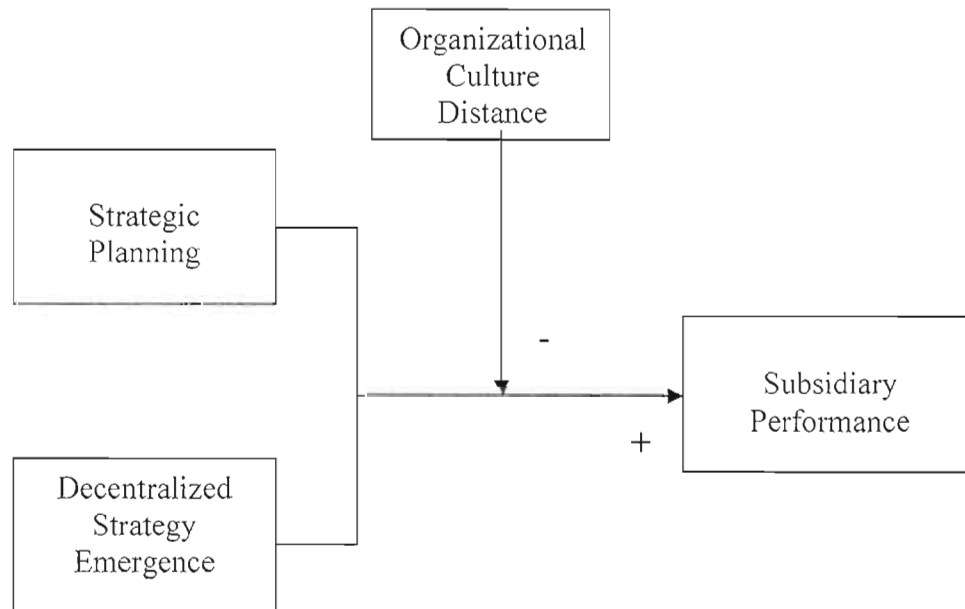 Organizational
Culture
Distance
Strategic
Planning
-
Subsidiary
Performance
+
Decentralized
Strategy
Emergence